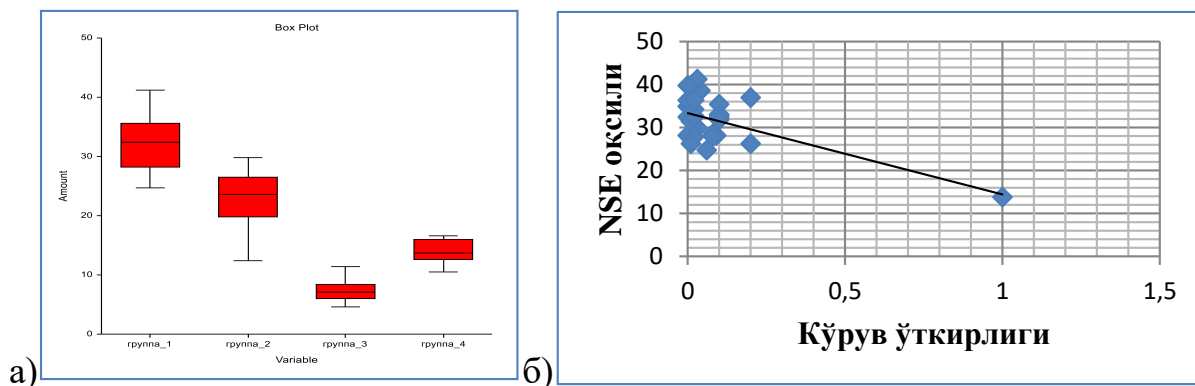 Box Plot
50
40
30
20
10
0
Amount
группа_1 группа_2 группа_3 группа_4
Variable
а)
50
40
30
20
10
0
NSE оқсили
0 0,5 1 1,5
Кўрув ўткирлиги
б)